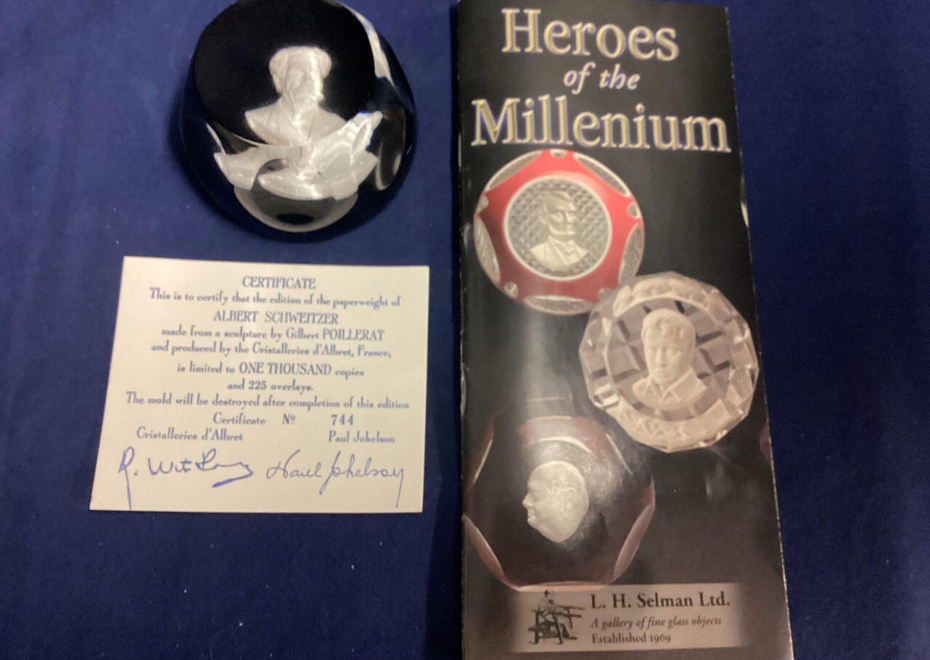 Heroes
of the
Millenium
CERTIFICATE
This is to certify that the edition of the paperweight of
ALBERT SCHWEITZER
made from a sculpture by Gilbert POILLERAT
and produced by the Cristalleries d'Albret, France,
is limited to ONE THOUSAND copies
and 225 overlays.
The mold will be destroyed after completion of this edition
Certificate Nº 744
Cristalleries d'Albret Paul Jokelson
L. H. Selman Ltd.
A gallery of fine glass objects
Established 1969